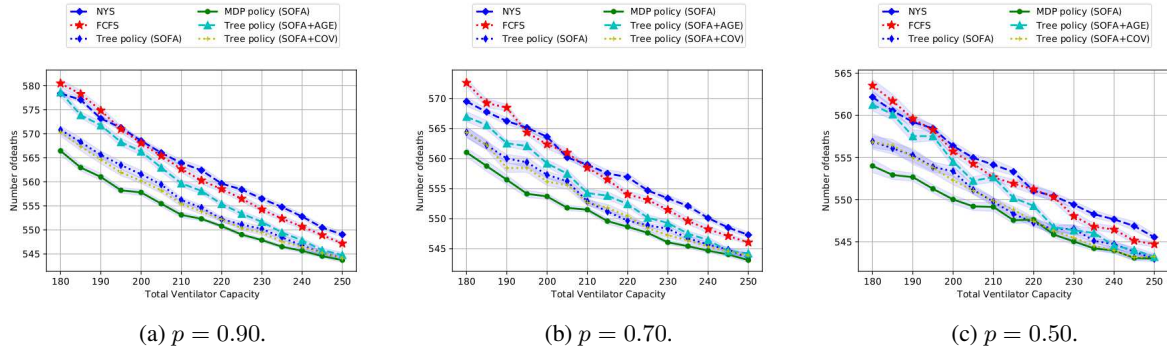 NYS
FCFS
Tree policy (SOFA)
MDP policy (SOFA)
Tree policy (SOFA+AGE)
Tree policy (SOFA+COV)
580
575
570
565
560
555
550
545
Number ofdeaths
180 190 200 210 220 230 240 250
Total Ventilator Capacity
(a) p = 0.90.
NYS
FCFS
Tree policy (SOFA)
MDP policy (SOFA)
Tree policy (SOFA+AGE)
Tree policy (SOFA+COV)
570
565
560
555
550
545
Number ofdeaths
180 190 200 210 220 230 240 250
Total Ventilator Capacity
(b) p = 0.70.
NYS
FCFS
Tree policy (SOFA)
MDP policy (SOFA)
Tree policy (SOFA+AGE)
Tree policy (SOFA+COV)
565
560
555
550
545
Number ofdeaths
180 190 200 210 220 230 240 250
Total Ventilator Capacity
(c) p = 0.50.